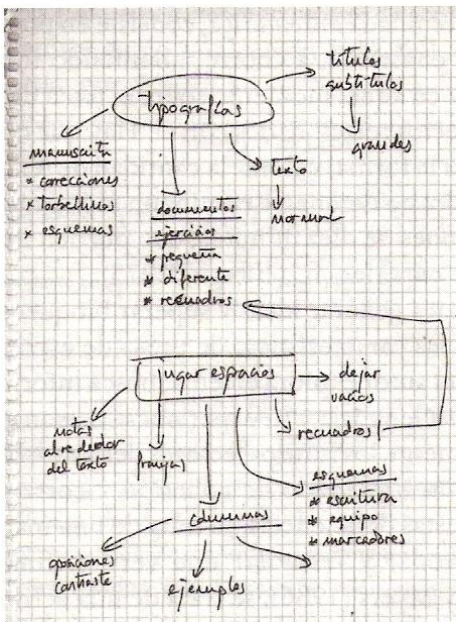 títulos
subtítulos
tipografías
grandes
manuscrita
* correcciones
* torbellinos
* esquemas
texto
normal
documentos
ejercicios
* pequeña
* diferente
* recuadros
jugar espacios
dejar
vacíos
recuadros
notas
alrededor
del texto
franjas
esquemas
* escritura
* equipo
* marcadores
columnas
oposiciones
contraste
ejemplos